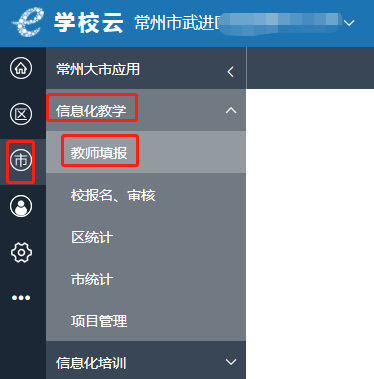 学校云 常州市武进
区
市
常州大市应用
信息化教学
教师填报
校报名、审核
区统计
市统计
项目管理
信息化培训